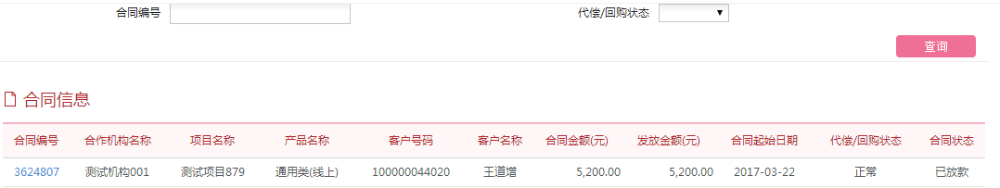 合同编号 代偿/回购状态
查询
合同信息
合同编号 合作机构名称 项目名称 产品名称 客户号码 客户名称 合同金额(元) 发放金额(元) 合同起始日期 代偿/回购状态 合同状态
3624807 测试机构001 测试项目879 通用类(线上) 100000044020 王道增 5,200.00 5,200.00 2017-03-22 正常 已放款